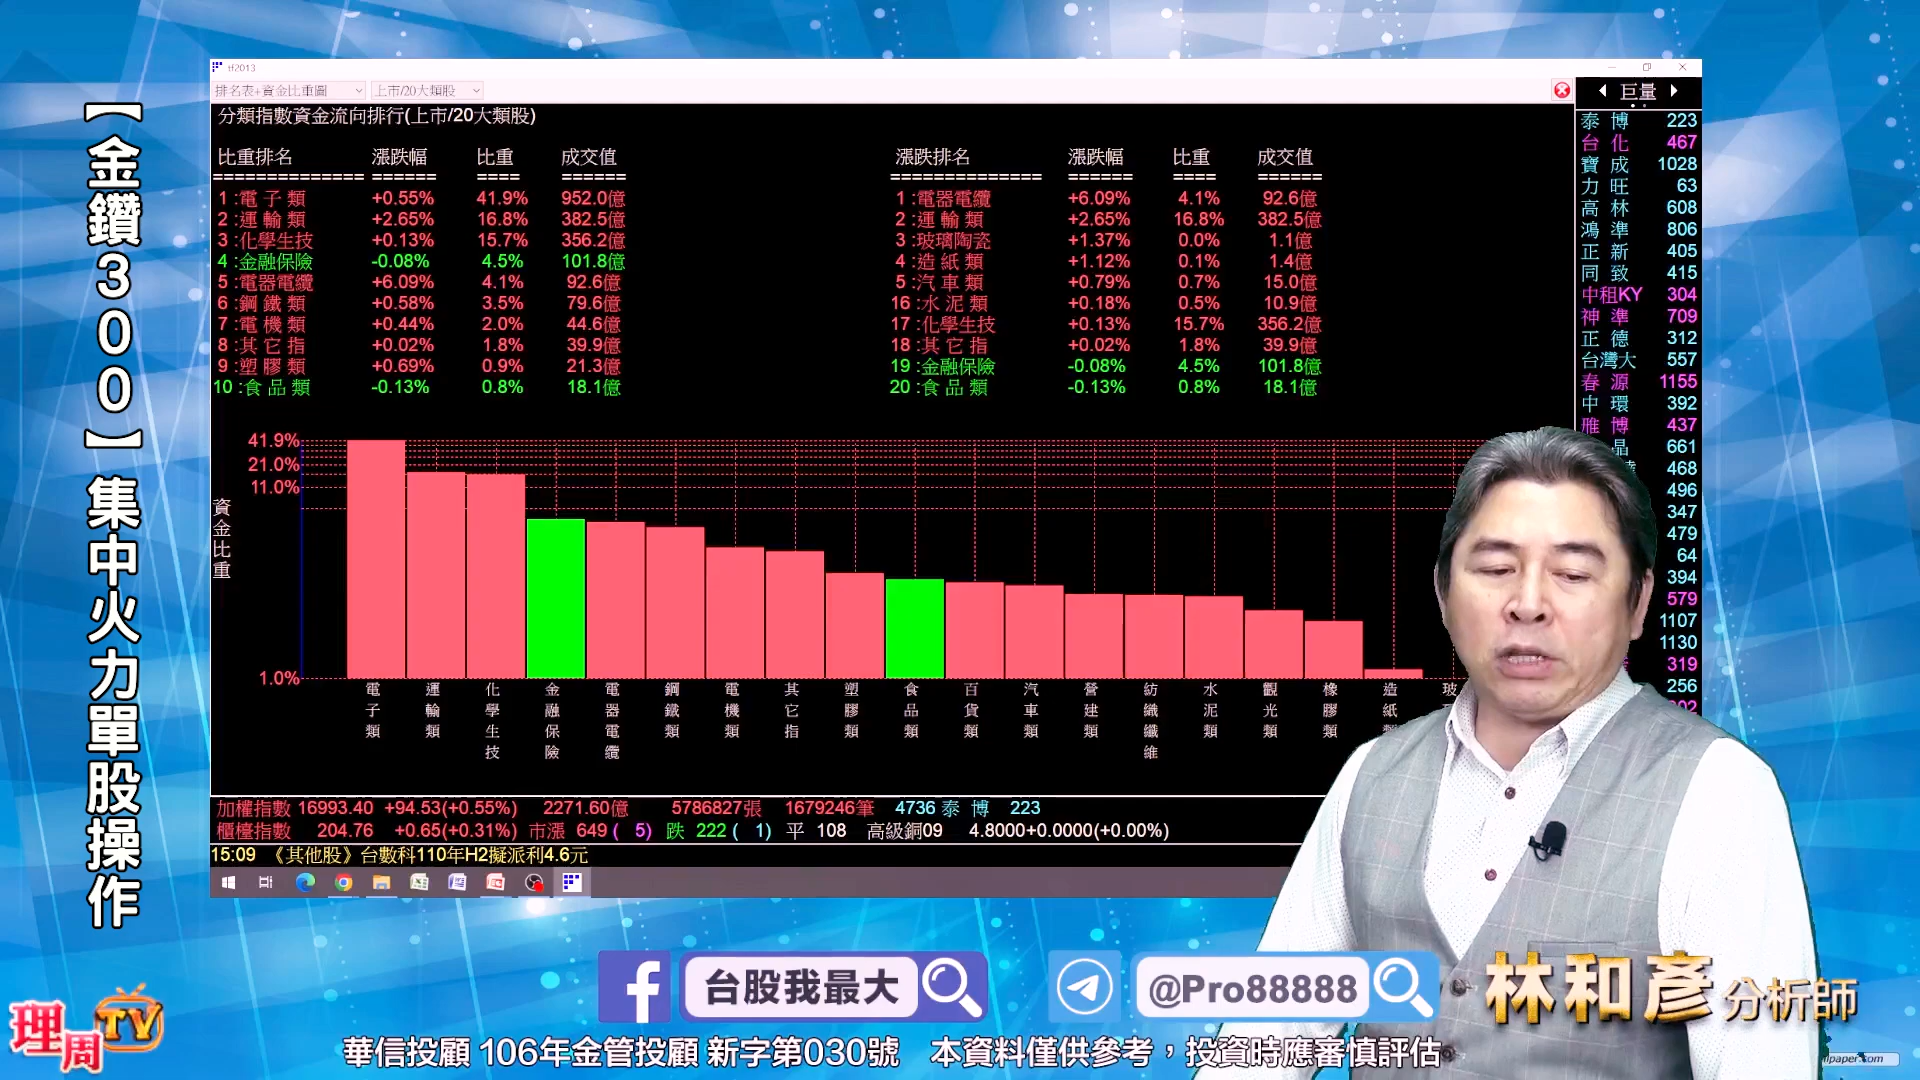 【金鑽300】集中火力單股操作
tf2013
排名表+資金比重圖
上市/20大類股
分類指數資金流向排行(上市/20大類股)
比重排名 漲跌幅 比重 成交值
1 :電 子 類 +0.55% 41.9% 952.0億
2 :運 輸 類 +2.65% 16.8% 382.5億
3 :化學生技 +0.13% 15.7% 356.2億
4 :金融保險 -0.08% 4.5% 101.8億
5 :電器電纜 +6.09% 4.1% 92.6億
6 :鋼 鐵 類 +0.58% 3.5% 79.6億
7 :電 機 類 +0.44% 2.0% 44.6億
8 :其 它 指 +0.02% 1.8% 39.9億
9 :塑 膠 類 +0.69% 0.9% 21.3億
10 :食 品 類 -0.13% 0.8% 18.1億
漲跌排名 漲跌幅 比重 成交值
1 :電器電纜 +6.09% 4.1% 92.6億
2 :運 輸 類 +2.65% 16.8% 382.5億
3 :玻璃陶瓷 +1.37% 0.0% 1.1億
4 :造 紙 類 +1.12% 0.1% 1.4億
5 :汽 車 類 +0.79% 0.7% 15.0億
16 :水 泥 類 +0.18% 0.5% 10.9億
17 :化學生技 +0.13% 15.7% 356.2億
18 :其 它 指 +0.02% 1.8% 39.9億
19 :金融保險 -0.08% 4.5% 101.8億
20 :食 品 類 -0.13% 0.8% 18.1億
巨量
泰 博 223
台 化 467
寶 成 1028
力 旺 63
高 林 608
鴻 準 806
正 新 405
同 致 415
中租KY 304
神 準 709
正 德 312
台灣大 557
春 源 1155
中 環 392
雁 博 437
晶 661
468
496
347
479
64
394
579
1107
1130
319
256
41.9%
21.0%
11.0%
1.0%
資金比重
電子類
運輸類
化學生技
金融保險
電器電纜
鋼鐵類
電機類
其它指
塑膠類
食品類
百貨類
汽車類
營建類
紡織纖維
水泥類
觀光類
橡膠類
造紙
玻
加權指數 16993.40 +94.53(+0.55%) 2271.60億 5786827張 1679246筆 4736 泰 博 223
櫃檯指數 204.76 +0.65(+0.31%) 市漲 649 ( 5) 跌 222 ( 1) 平 108 高級銅09 4.8000+0.0000(+0.00%)
15:09 《其他股》台數科110年H2擬派利4.6元
台股我最大
@Pro88888
林和彥 分析師
理周TV
華信投顧 106年金管投顧 新字第030號 本資料僅供參考，投資時應審慎評估